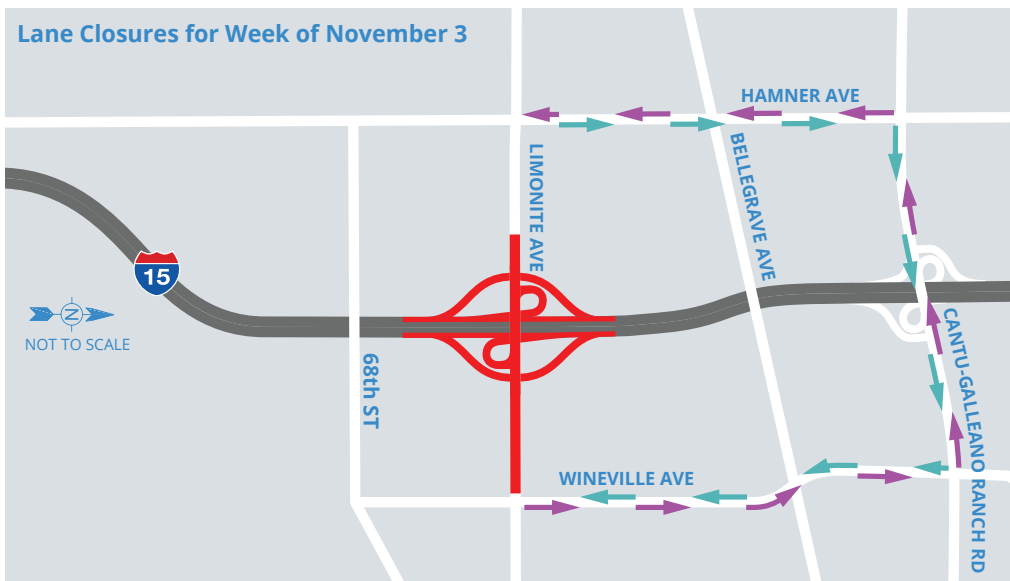 Lane Closures for Week of November 3
HAMNER AVE
LIMONITE AVE
BELLEGRAVE AVE
15
N
NOT TO SCALE
68th ST
CANTU-GALLEANO RANCH RD
WINEVILLE AVE